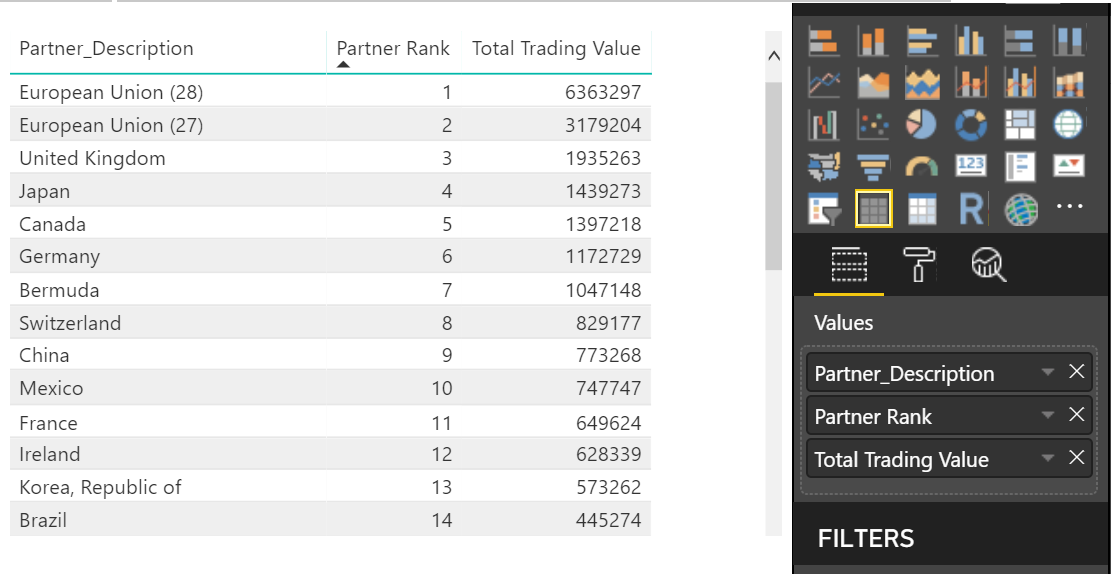 Partner_Description Partner Rank Total Trading Value
European Union (28) 1 6363297
European Union (27) 2 3179204
United Kingdom 3 1935263
Japan 4 1439273
Canada 5 1397218
Germany 6 1172729
Bermuda 7 1047148
Switzerland 8 829177
China 9 773268
Mexico 10 747747
France 11 649624
Ireland 12 628339
Korea, Republic of 13 573262
Brazil 14 445274
123
R
Values
Partner_Description
Partner Rank
Total Trading Value
FILTERS